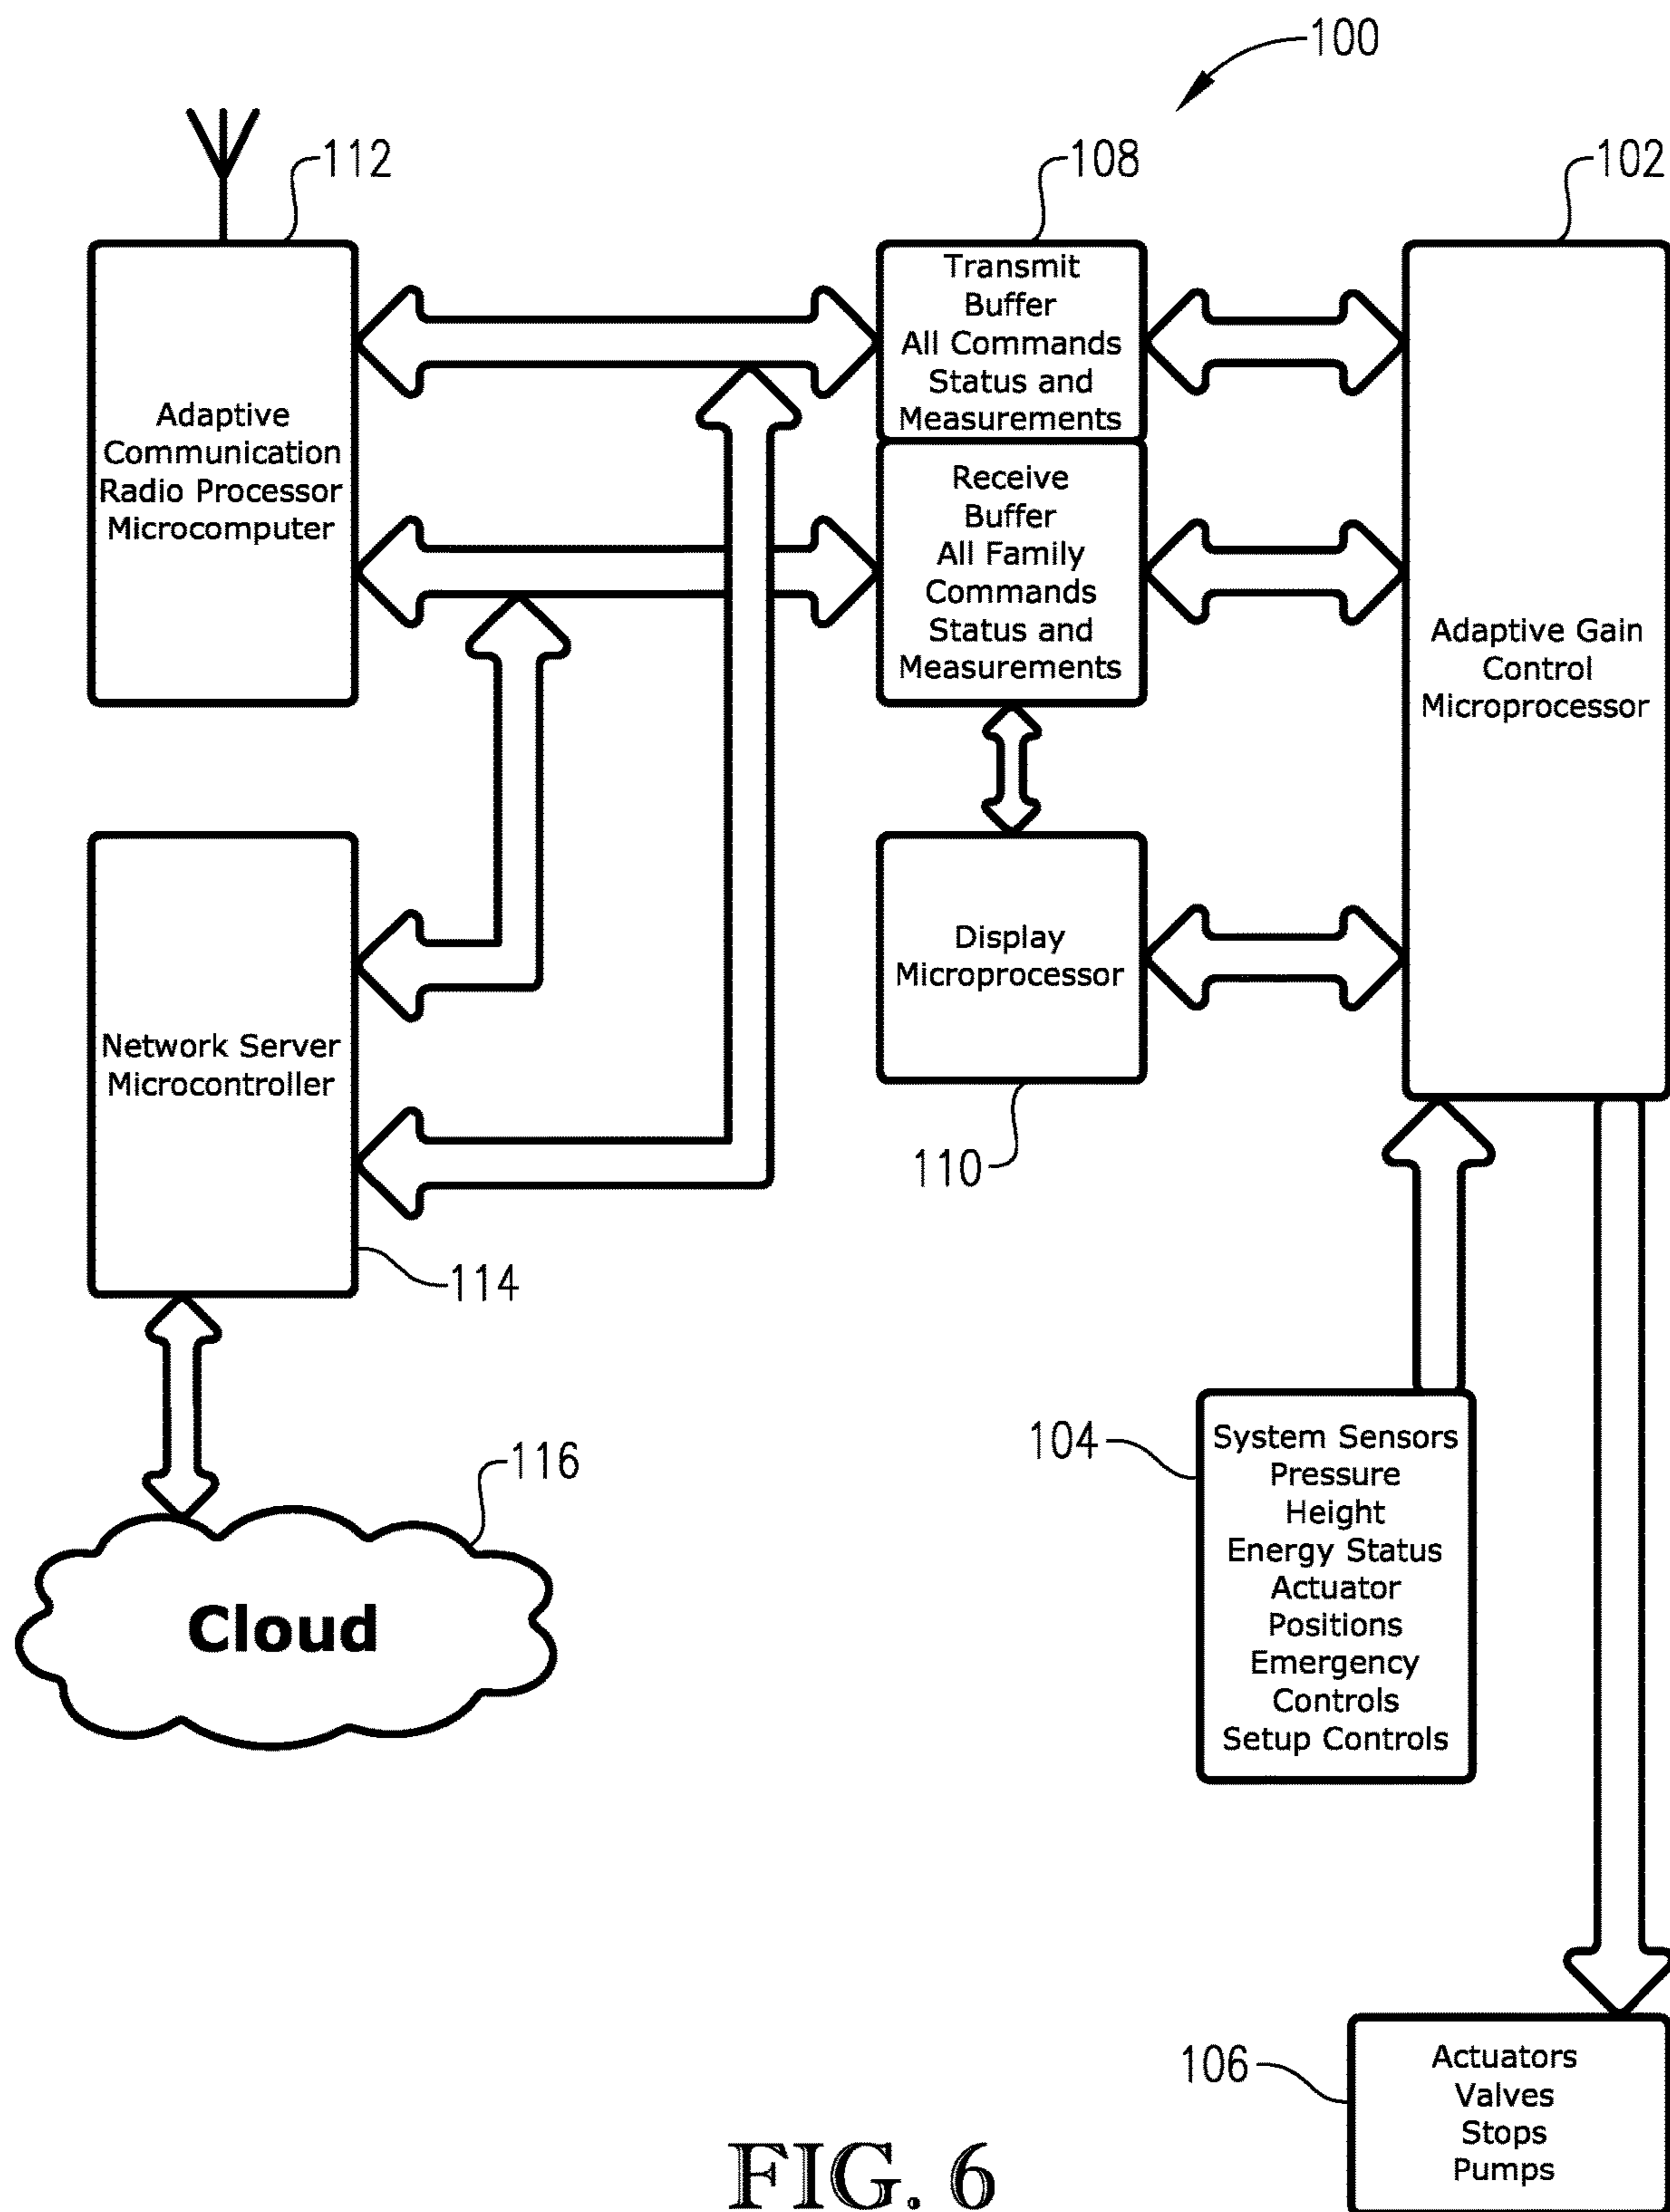 100
112
108
102
Transmit
Buffer
All Commands
Status and
Measurements
Adaptive
Communication
Radio Processor
Microcomputer
Receive
Buffer
All Family
Commands
Status and
Measurements
Adaptive Gain
Control
Microprocessor
Display
Microprocessor
110
Network Server
Microcontroller
114
116
Cloud
104
System Sensors
Pressure
Height
Energy Status
Actuator
Positions
Emergency
Controls
Setup Controls
106
Actuators
Valves
Stops
Pumps
FIG. 6